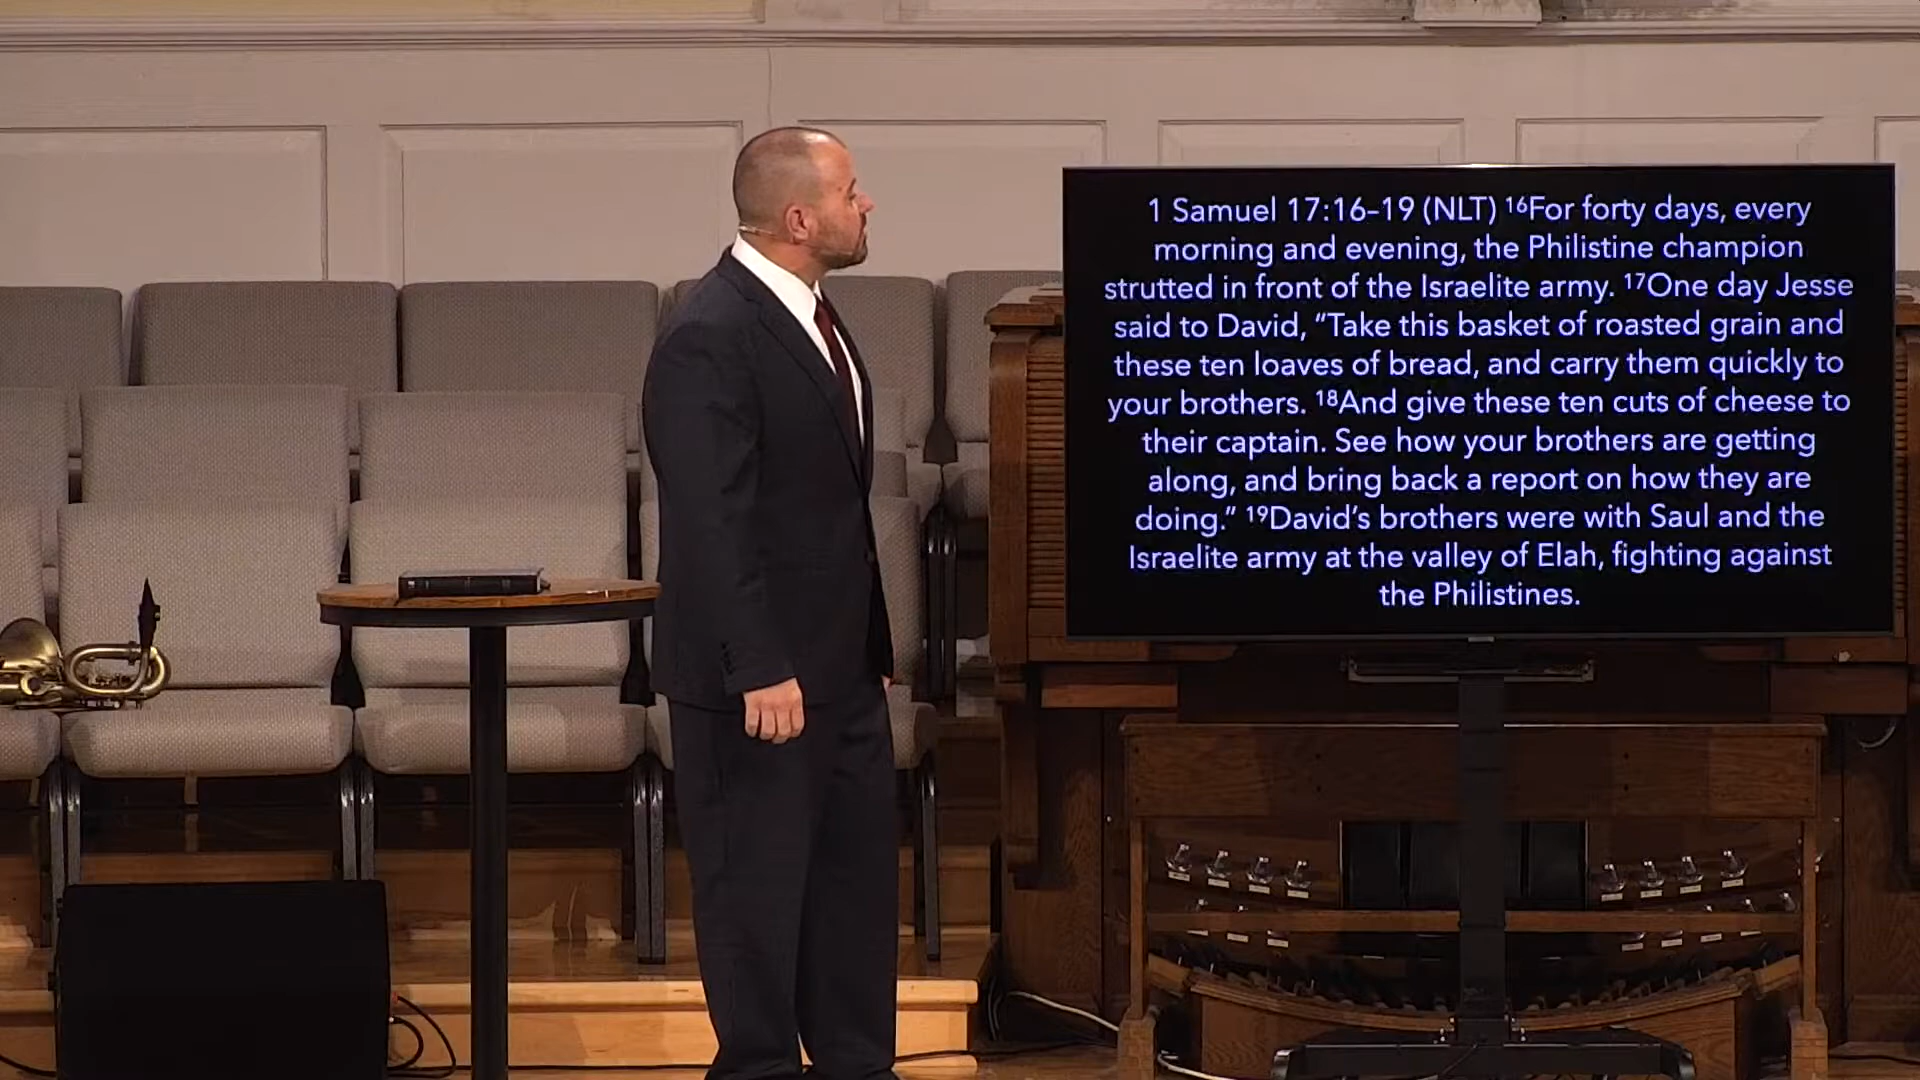 1 Samuel 17:16–19 (NLT) ¹⁶For forty days, every
morning and evening, the Philistine champion
strutted in front of the Israelite army. ¹⁷One day Jesse
said to David, “Take this basket of roasted grain and
these ten loaves of bread, and carry them quickly to
your brothers. ¹⁸And give these ten cuts of cheese to
their captain. See how your brothers are getting
along, and bring back a report on how they are
doing.” ¹⁹David’s brothers were with Saul and the
Israelite army at the valley of Elah, fighting against
the Philistines.